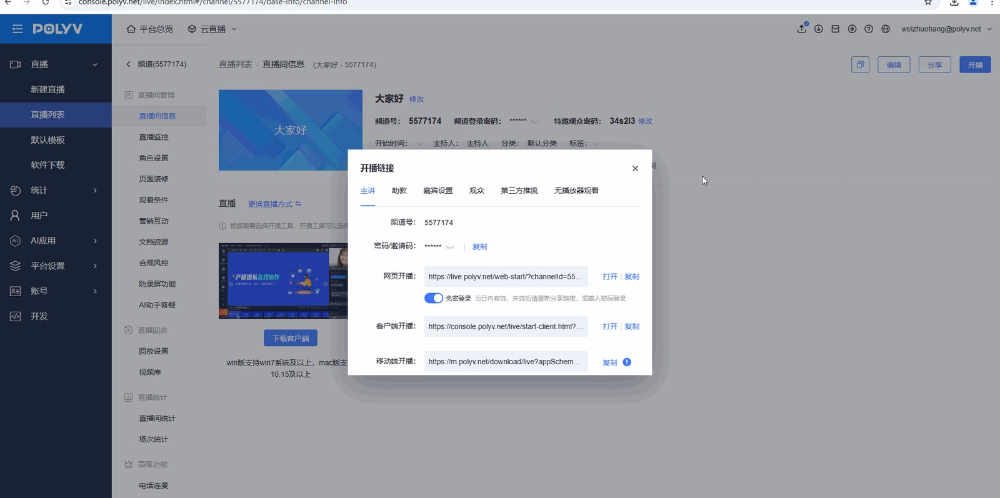 console.polyv.net/live/index.html#/channel/5577174/base-info/channel-info
POLYV
平台总览
云直播
weizhuohang@polyv.net
直播
新建直播
直播列表
默认模板
软件下载
统计
用户
AI应用
平台设置
账号
开发
频道(5577174)
直播间管理
直播间信息
直播监控
角色设置
页面装修
观看条件
营销互动
文档资源
合规风控
防录屏功能
AI助手答疑
直播回放
回放设置
视频库
直播统计
直播间统计
场次统计
高级功能
电话连麦
直播列表 / 直播间信息 (大家好 - 5577174)
编辑
分享
开播
大家好
大家好 修改
频道号： 5577174 频道登录密码： ****** 特邀观众密码： 34s2l3 修改
开始时间： - 主持人： 主持人 分类： 默认分类 标签： -
直播 更换直播方式
根据需要选择开播工具，开播工具可以选择
产研团队在线协作
下载客户端
win版支持win7系统及以上，mac版支
10.15及以上
开播链接
主讲 助教 嘉宾设置 观众 第三方推流 无播放器观看
频道号： 5577174
密码/邀请码： ****** 复制
网页开播： https://live.polyv.net/web-start/?channelId=55... 打开 | 复制
免密登录 当日内有效，失效后请重新分享链接，或输入密码登录
客户端开播： https://console.polyv.net/live/start-client.html?... 打开 | 复制
移动端开播： https://m.polyv.net/download/live?appSchem... 复制